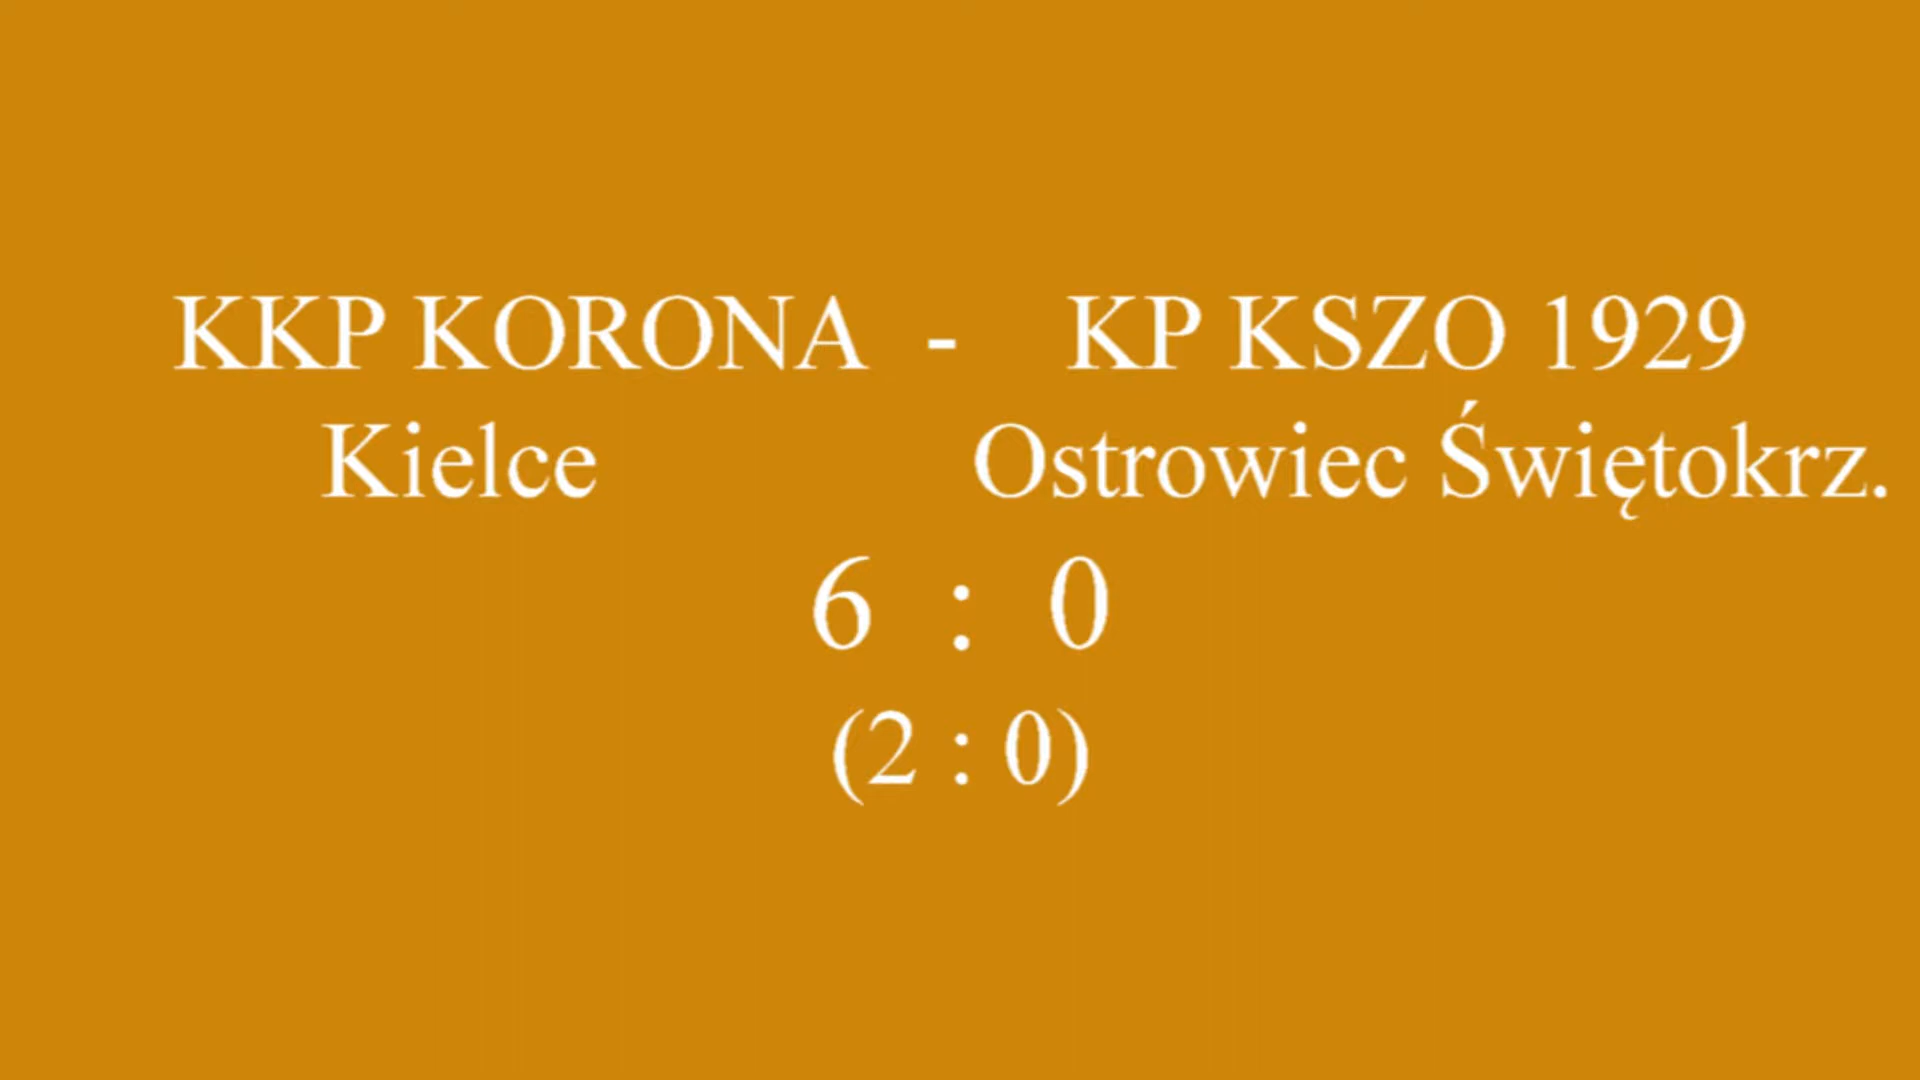 KKP KORONA - KP KSZO 1929
Kielce Ostrowiec Świętokrz.
6 : 0
(2 : 0)